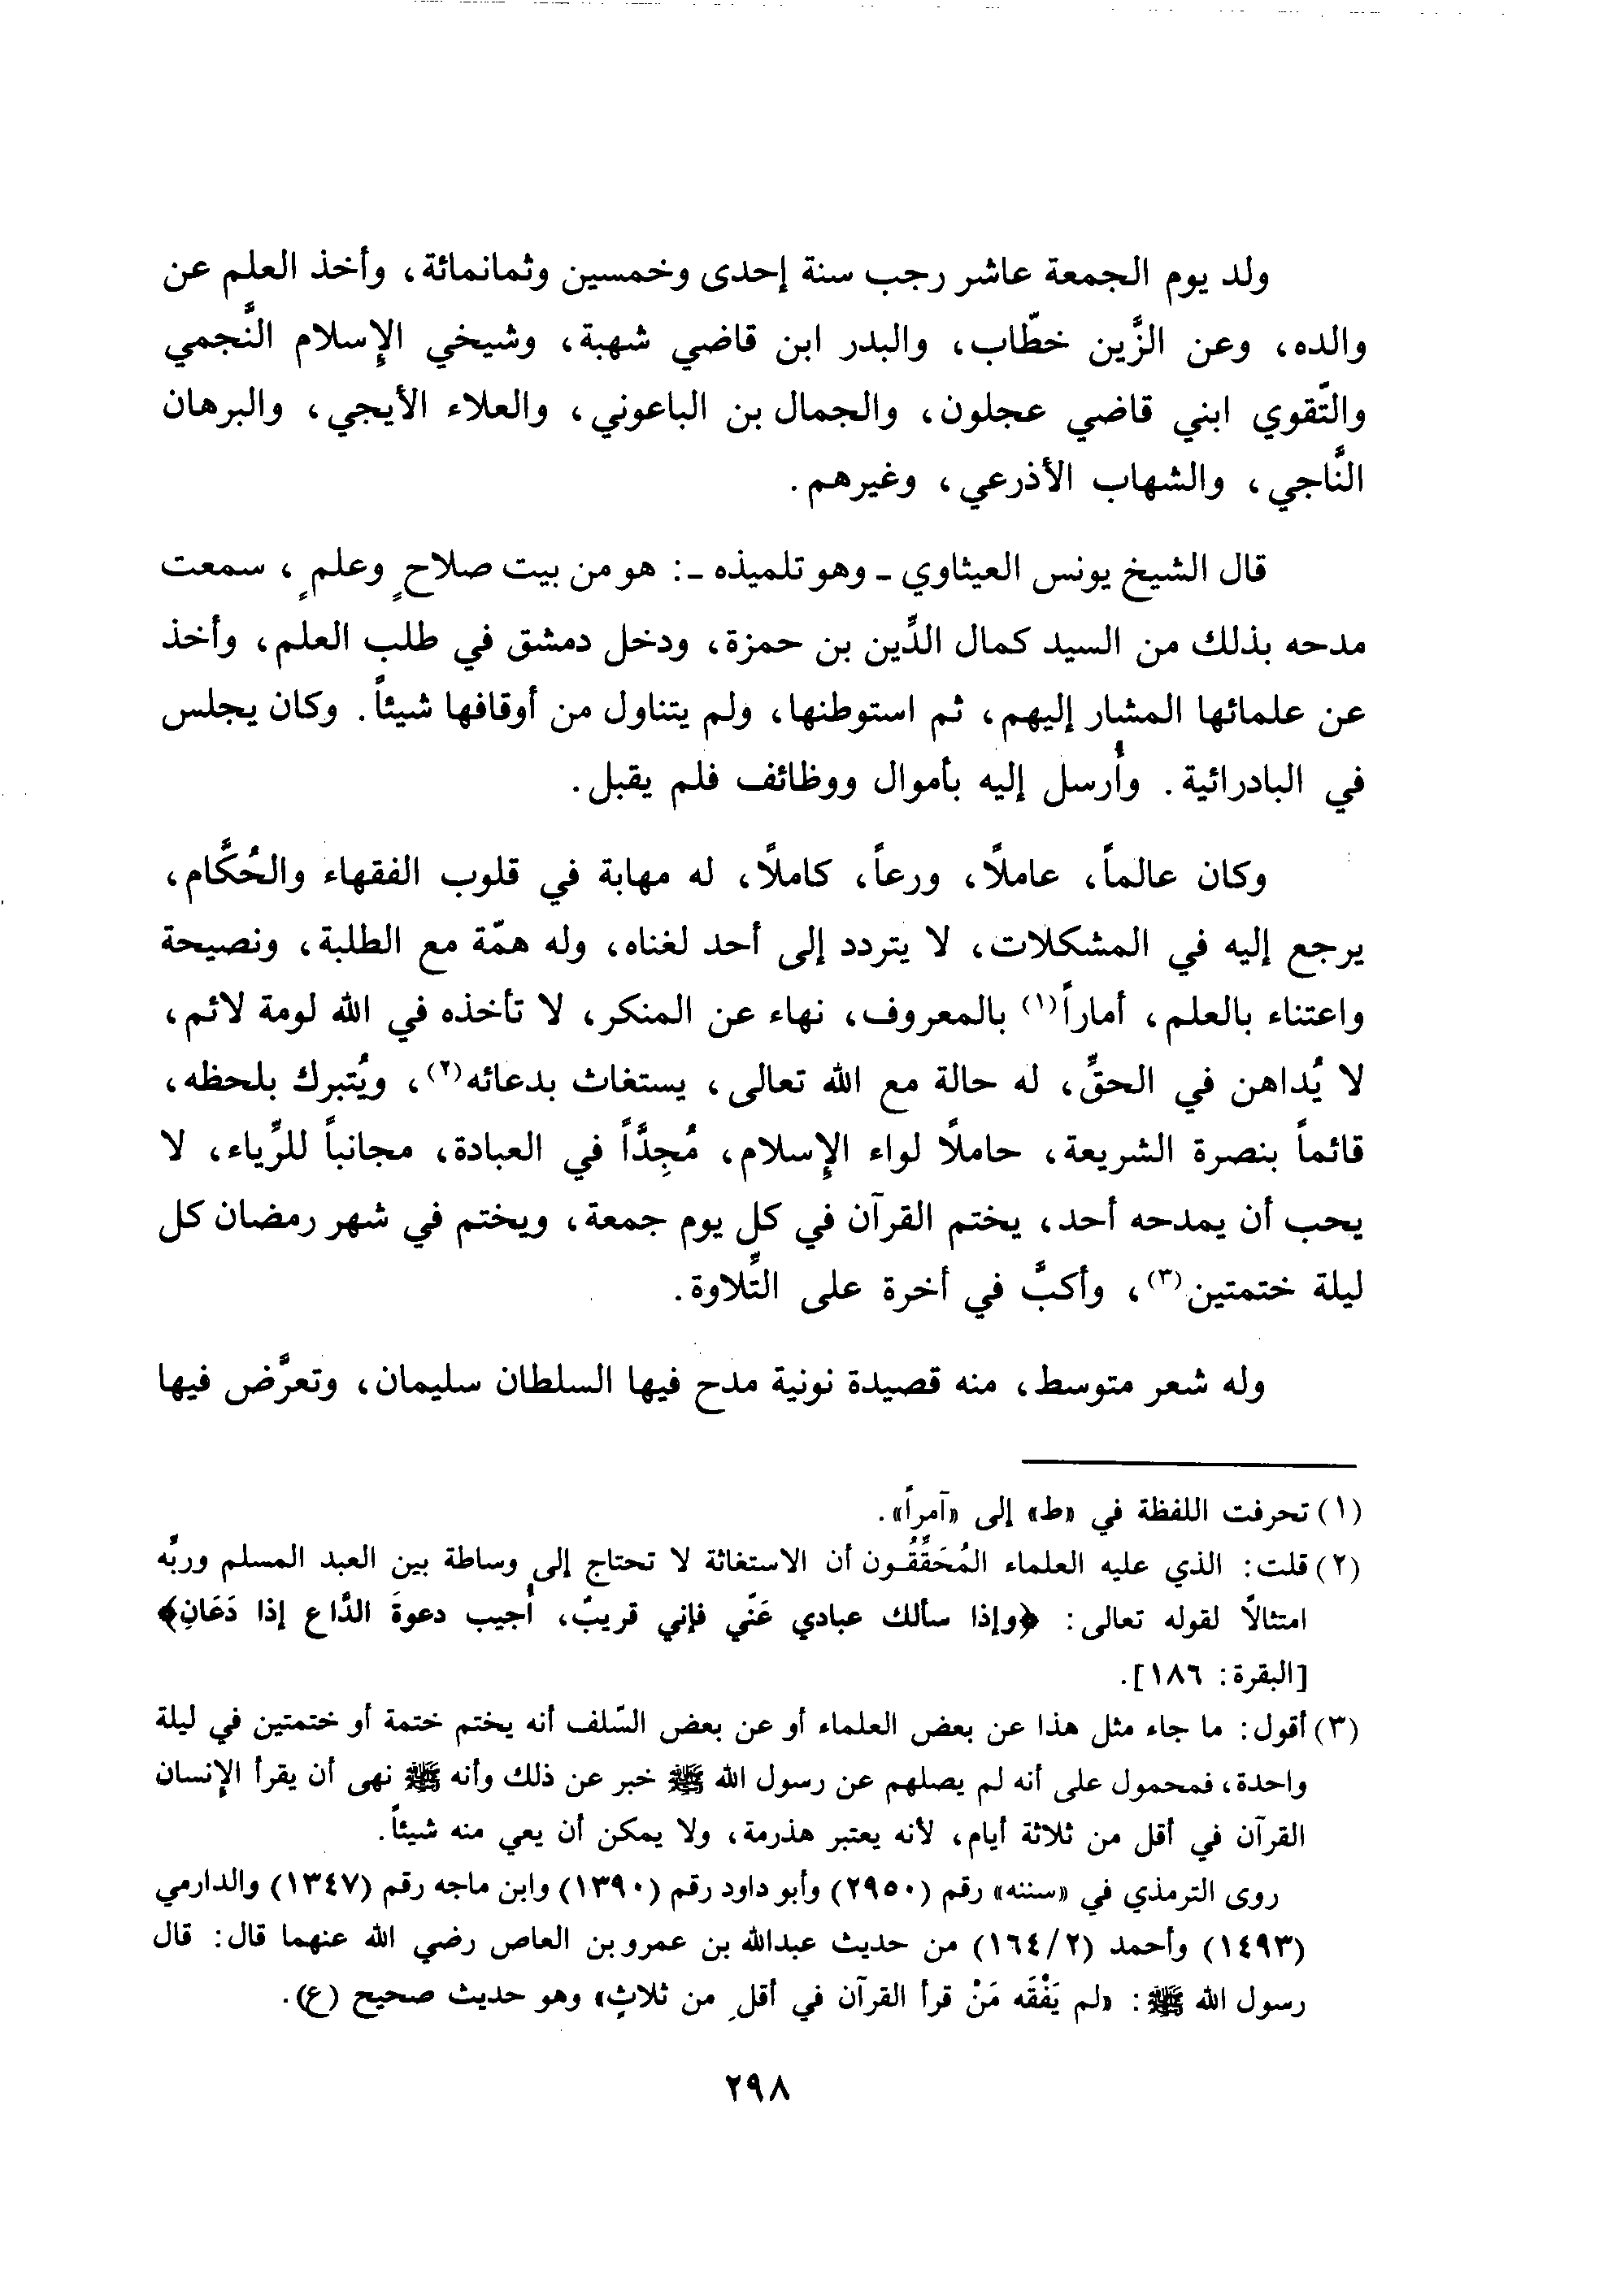 ولد يوم الجمعة عاشر رجب سنة إحدى وخمسين وثمانمائة، وأخذ العلم عن
والده، وعن الزَّين خطّاب، والبدر ابن قاضي شهبة، وشيخي الإسلام النَّجمي
والتّقوي ابني قاضي عجلون، والجمال بن الباعوني، والعلاء الأيجي، والبرهان
النَّاجي، والشهاب الأذرعي، وغيرهم.
قال الشيخ يونس العيثاوي ـ وهو تلميذه ـ: هو من بيت صلاحٍ وعلمٍ، سمعت
مدحه بذلك من السيد كمال الدِّين بن حمزة، ودخل دمشق في طلب العلم، وأخذ
عن علمائها المشار إليهم، ثم استوطنها، ولم يتناول من أوقافها شيئاً. وكان يجلس
في البادرائية. وأُرسل إليه بأموال ووظائف فلم يقبل.
وكان عالماً، عاملًا، ورعاً، كاملًا، له مهابة في قلوب الفقهاء والحُكَّام،
يرجع إليه في المشكلات، لا يتردد إلى أحد لغناه، وله همّة مع الطلبة، ونصيحة
واعتناء بالعلم، أماراً(١) بالمعروف، نهاء عن المنكر، لا تأخذه في الله لومة لائم،
لا يُداهن في الحقِّ، له حالة مع الله تعالى، يستغاث بدعائه(٢)، ويُتبرك بلحظه،
قائماً بنصرة الشريعة، حاملًا لواء الإسلام، مُجِدَّاً في العبادة، مجانباً للرِّياء، لا
يحب أن يمدحه أحد، يختم القرآن في كل يوم جمعة، ويختم في شهر رمضان كل
ليلة ختمتين(٣)، وأكبَّ في أخرة على التِّلاوة.
وله شعر متوسط، منه قصيدة نونية مدح فيها السلطان سليمان، وتعرَّض فيها
(١) تحرفت اللفظة في «ط» إلى «آمراً».
(٢) قلت: الذي عليه العلماء المُحَقِّقُون أن الاستغاثة لا تحتاج إلى وساطة بين العبد المسلم وربِّه
امتثالًا لقوله تعالى: ﴿وإذا سألك عبادي عَنّي فإني قريبٌ، أُجيب دعوةَ الدَّاع إذا دَعَانِ﴾
[البقرة: ١٨٦].
(٣) أقول: ما جاء مثل هذا عن بعض العلماء أو عن بعض السّلف أنه يختم ختمة أو ختمتين في ليلة
واحدة، فمحمول على أنه لم يصلهم عن رسول الله ﷺ خبر عن ذلك وأنه ﷺ نهى أن يقرأ الإنسان
القرآن في أقل من ثلاثة أيام، لأنه يعتبر هذرمة، ولا يمكن أن يعي منه شيئاً.
روى الترمذي في «سننه» رقم (٢٩٥٠) وأبو داود رقم (١٣٩٠) وابن ماجه رقم (١٣٤٧) والدارمي
(١٤٩٣) وأحمد (١٦٤/٢) من حديث عبدالله بن عمرو بن العاص رضي الله عنهما قال: قال
رسول الله ﷺ: «لم يَفْقَه مَنْ قرأ القرآن في أقلِ من ثلاثٍ» وهو حديث صحيح (ع).
٢٩٨